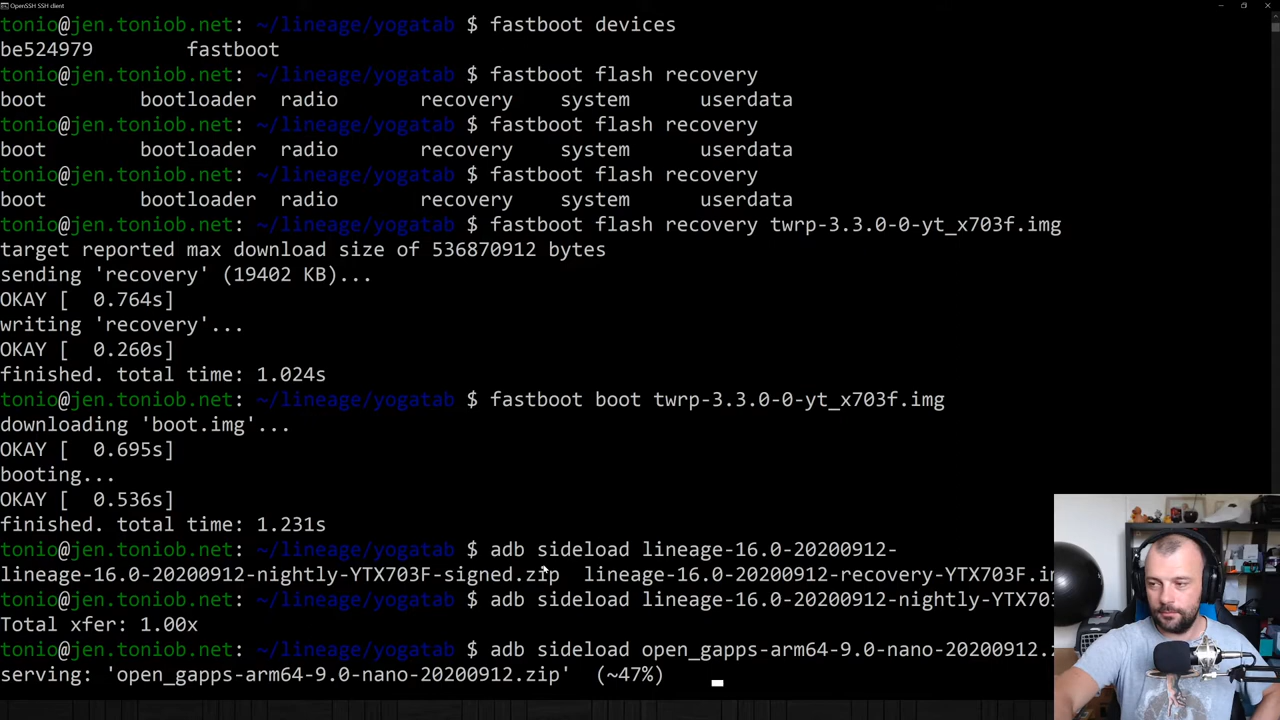 OpenSSH SSH client
tonio@jen.toniob.net: ~/lineage/yogatab $ fastboot devices
be524979 fastboot
tonio@jen.toniob.net: ~/lineage/yogatab $ fastboot flash recovery
boot bootloader radio recovery system userdata
tonio@jen.toniob.net: ~/lineage/yogatab $ fastboot flash recovery
boot bootloader radio recovery system userdata
tonio@jen.toniob.net: ~/lineage/yogatab $ fastboot flash recovery
boot bootloader radio recovery system userdata
tonio@jen.toniob.net: ~/lineage/yogatab $ fastboot flash recovery twrp-3.3.0-0-yt_x703f.img
target reported max download size of 536870912 bytes
sending 'recovery' (19402 KB)...
OKAY [ 0.764s]
writing 'recovery'...
OKAY [ 0.260s]
finished. total time: 1.024s
tonio@jen.toniob.net: ~/lineage/yogatab $ fastboot boot twrp-3.3.0-0-yt_x703f.img
downloading 'boot.img'...
OKAY [ 0.695s]
booting...
OKAY [ 0.536s]
finished. total time: 1.231s
tonio@jen.toniob.net: ~/lineage/yogatab $ adb sideload lineage-16.0-20200912-
lineage-16.0-20200912-nightly-YTX703F-signed.zip lineage-16.0-20200912-recovery-YTX703F.i
tonio@jen.toniob.net: ~/lineage/yogatab $ adb sideload lineage-16.0-20200912-nightly-YTX703
Total xfer: 1.00x
tonio@jen.toniob.net: ~/lineage/yogatab $ adb sideload open_gapps-arm64-9.0-nano-20200912.
serving: 'open_gapps-arm64-9.0-nano-20200912.zip' (~47%)